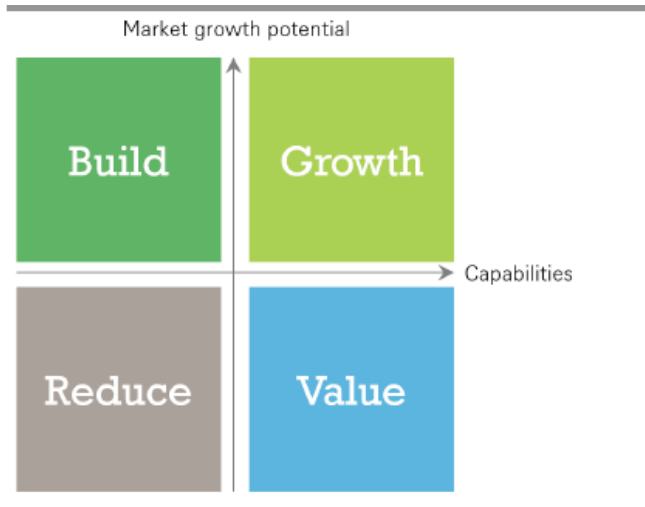 Market growth potential
Build
Growth
Capabilities
Reduce
Value